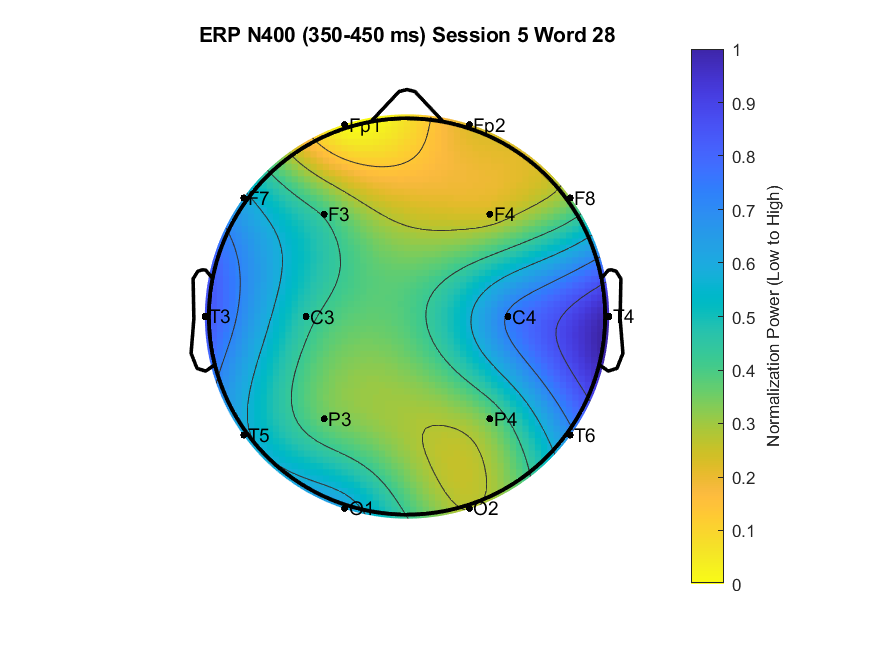 ERP N400 (350-450 ms) Session 5 Word 28
Fp1
Fp2
F7
F3
F4
F8
T3
C3
C4
T4
T5
P3
P4
T6
O1
O2
1
0.9
0.8
0.7
0.6
0.5
0.4
0.3
0.2
0.1
0
Normalization Power (Low to High)